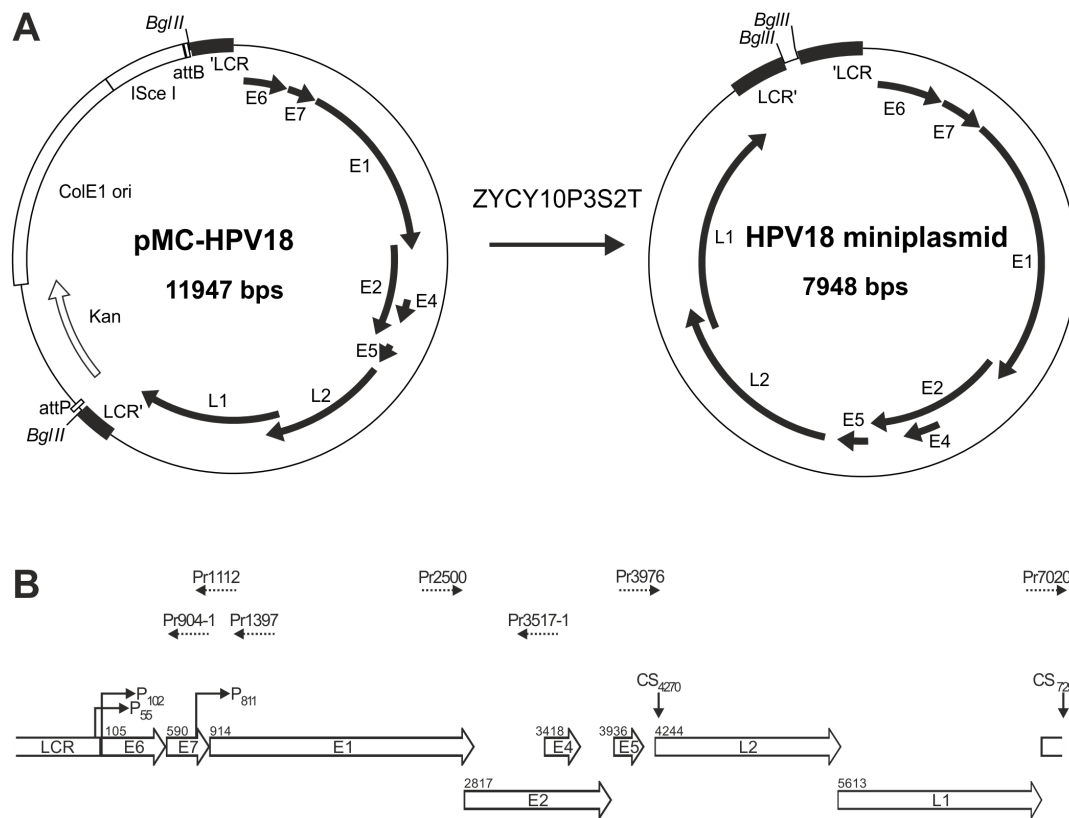 A
BglII
attB
'LCR
ISce I
E6
E7
E1
ColE1 ori
pMC-HPV18
11947 bps
E2
E4
Kan
E5
L2
L1
attP
LCR'
BglII
ZYCY10P3S2T
BglII
BglII
'LCR
LCR'
E6
E7
L1
HPV18 miniplasmid
E1
7948 bps
L2
E2
E5
E4
B
Pr1112 Pr2500 Pr3976 Pr7020
Pr904-1 Pr1397 Pr3517-1
P102
P55
P811
CS4270
105 590 914 3418 3936 4244
LCR E6 E7 E1 E4 E5 L2
2817 5613
E2 L1